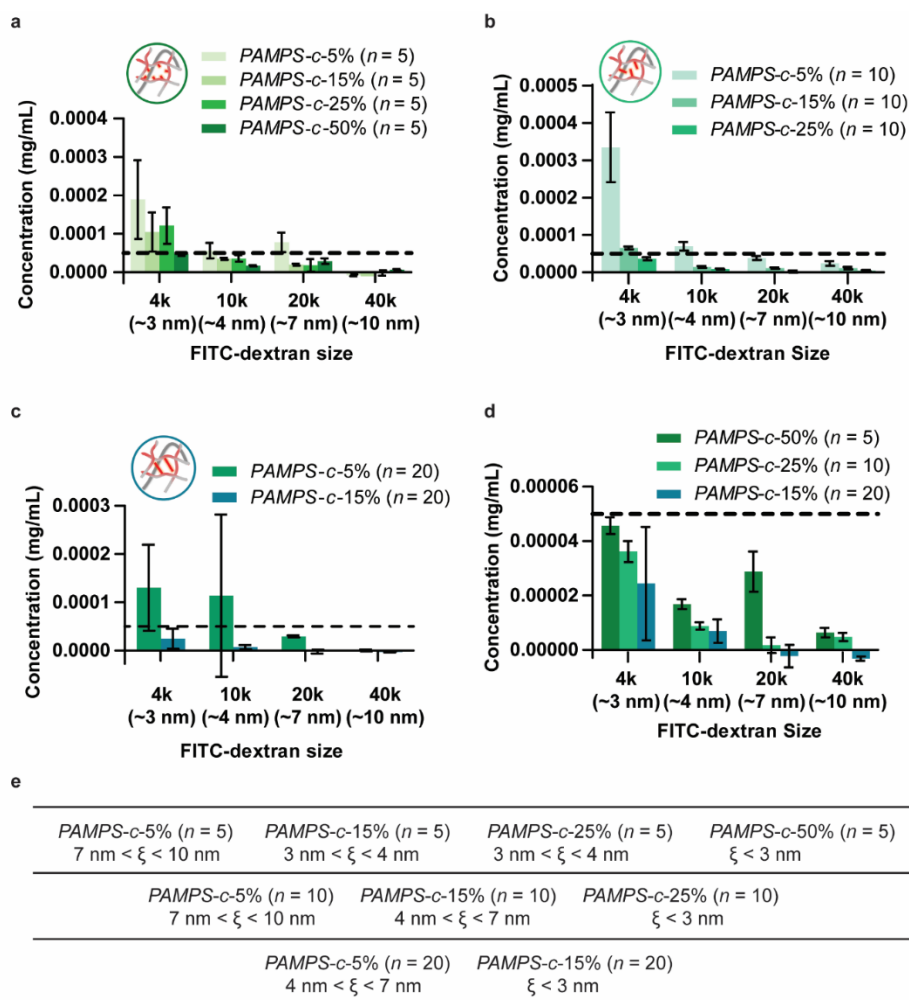 a
PAMPS-c-5% (n = 5)
PAMPS-c-15% (n = 5)
PAMPS-c-25% (n = 5)
PAMPS-c-50% (n = 5)
Concentration (mg/mL)
0.0004
0.0003
0.0002
0.0001
0.0000
4k 10k 20k 40k
(~3 nm) (~4 nm) (~7 nm) (~10 nm)
FITC-dextran size
b
PAMPS-c-5% (n = 10)
PAMPS-c-15% (n = 10)
PAMPS-c-25% (n = 10)
Concentration (mg/mL)
0.0005
0.0004
0.0003
0.0002
0.0001
0.0000
4k 10k 20k 40k
(~3 nm) (~4 nm) (~7 nm) (~10 nm)
FITC-dextran Size
c
PAMPS-c-5% (n = 20)
PAMPS-c-15% (n = 20)
Concentration (mg/mL)
0.0003
0.0002
0.0001
0.0000
4k 10k 20k 40k
(~3 nm) (~4 nm) (~7 nm) (~10 nm)
FITC-dextran size
d
PAMPS-c-50% (n = 5)
PAMPS-c-25% (n = 10)
PAMPS-c-15% (n = 20)
Concentration (mg/mL)
0.00006
0.00004
0.00002
0.00000
4k 10k 20k 40k
(~3 nm) (~4 nm) (~7 nm) (~10 nm)
FITC-dextran Size
e
PAMPS-c-5% (n = 5) PAMPS-c-15% (n = 5) PAMPS-c-25% (n = 5) PAMPS-c-50% (n = 5)
7 nm < ξ < 10 nm 3 nm < ξ < 4 nm 3 nm < ξ < 4 nm ξ < 3 nm
PAMPS-c-5% (n = 10) PAMPS-c-15% (n = 10) PAMPS-c-25% (n = 10)
7 nm < ξ < 10 nm 4 nm < ξ < 7 nm ξ < 3 nm
PAMPS-c-5% (n = 20) PAMPS-c-15% (n = 20)
4 nm < ξ < 7 nm ξ < 3 nm